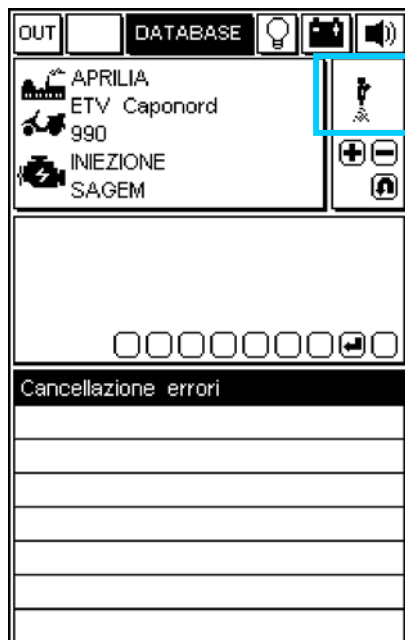 OUT
DATABASE
APRILIA
ETV Caponord
990
INIEZIONE
SAGEM
Cancellazione errori